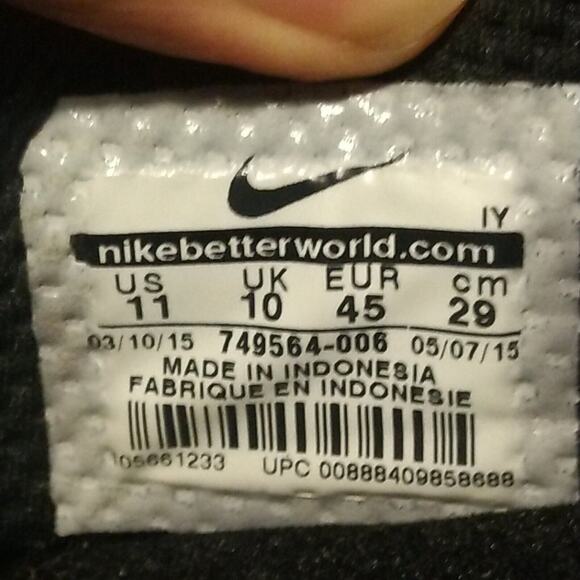 IY
nikebetterworld.com
US UK EUR cm
11 10 45 29
03/10/15 749564-006 05/07/15
MADE IN INDONESIA
FABRIQUE EN INDONESIE
UPC 00888409858688